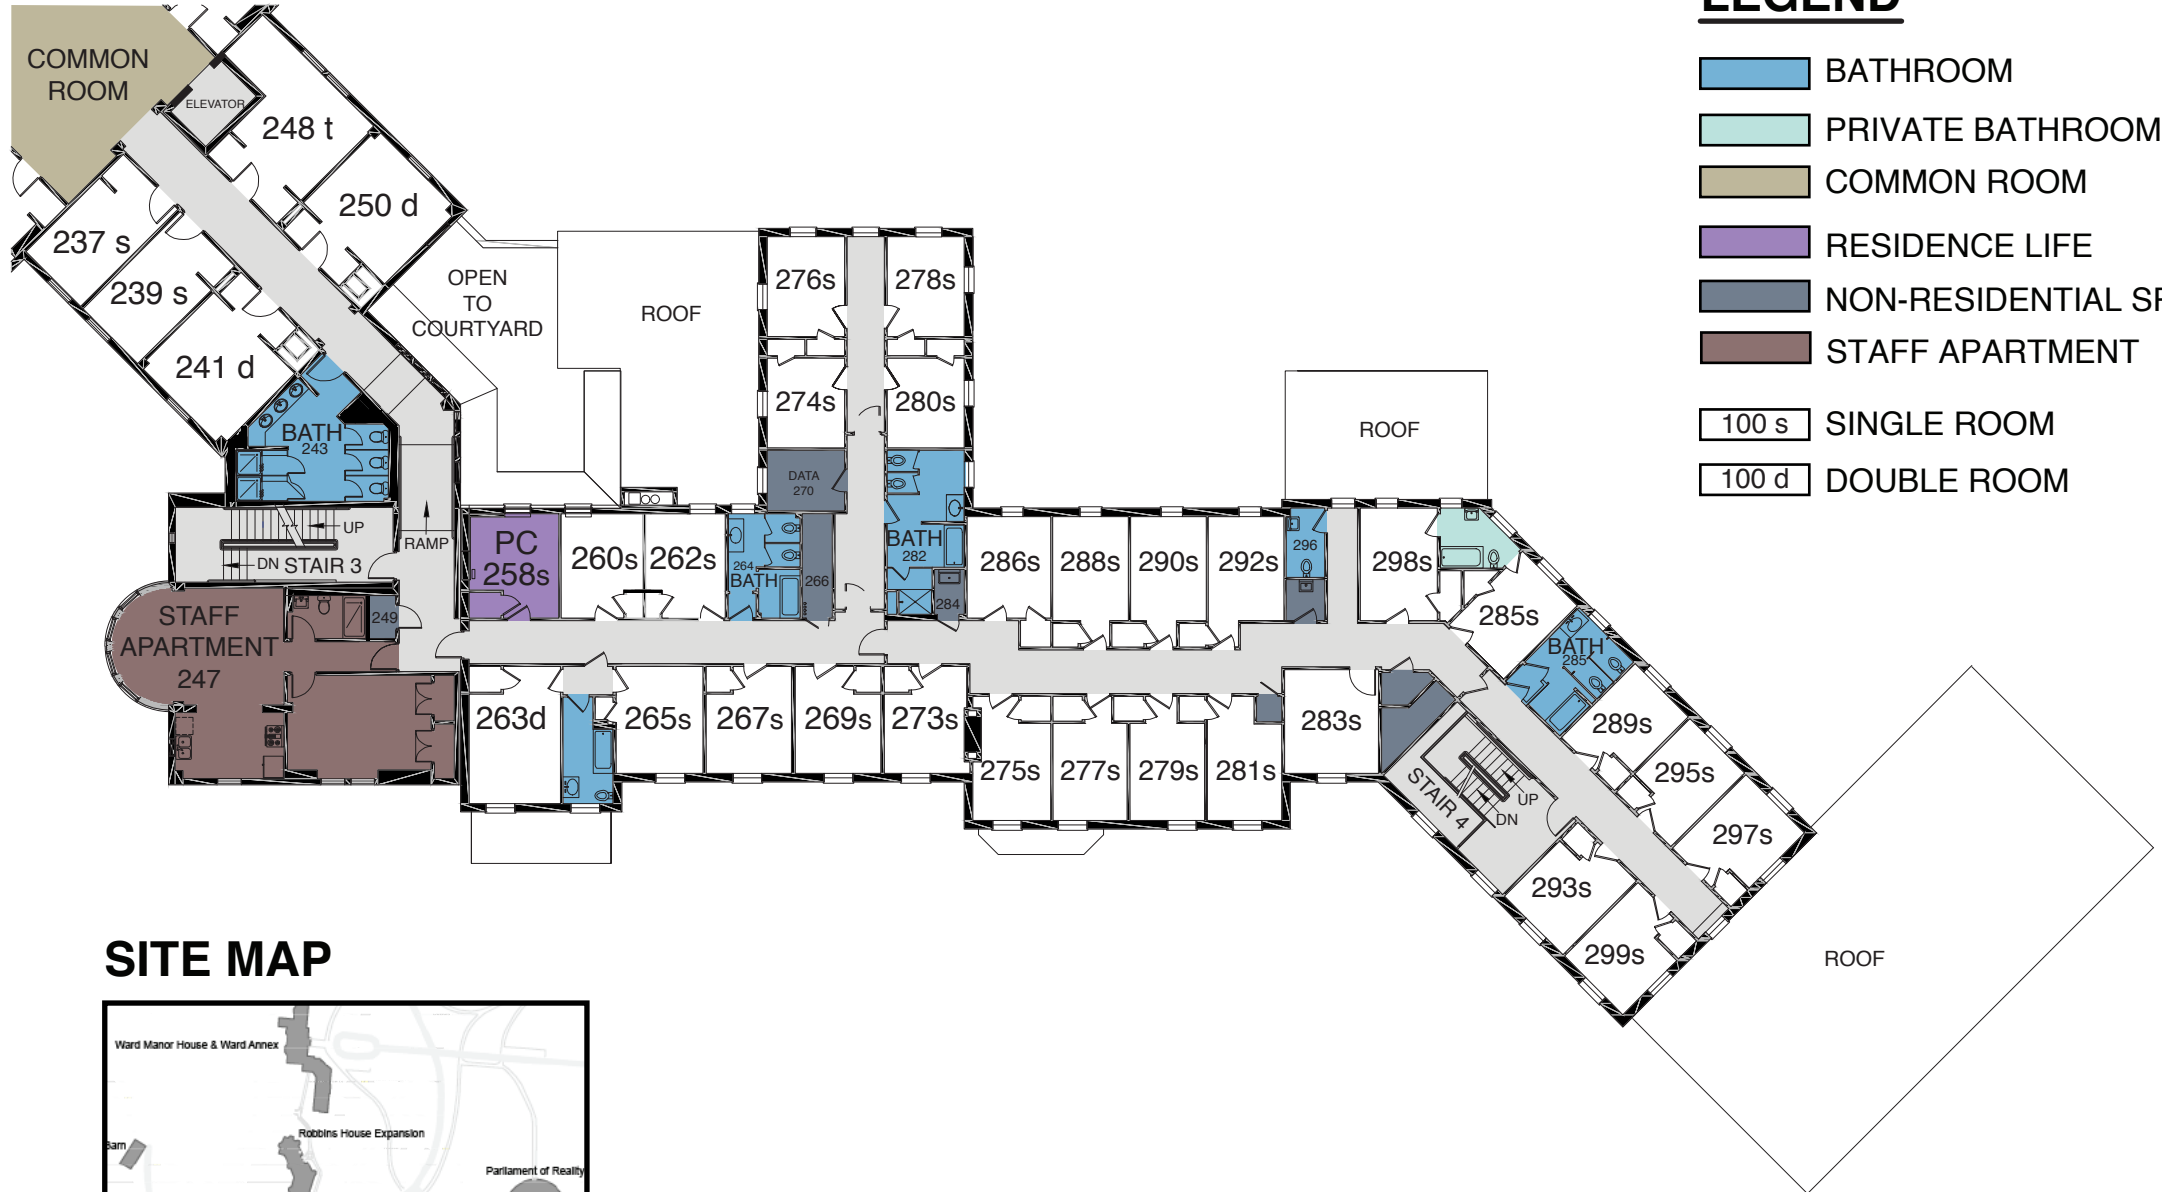 LEGEND
COMMON
ROOM
ELEVATOR
248 t
250 d
237 s
239 s
241 d
BATH
243
OPEN
TO
COURTYARD
ROOF
276s
278s
274s
280s
DATA
270
BATH
282
284
UP
DN
STAIR 3
RAMP
PC
258s
260s
262s
264
BATH
266
286s
288s
290s
292s
296
298s
ROOF
285s
BATH
285
289s
295s
297s
293s
299s
STAFF
APARTMENT
247
249
263d
265s
267s
269s
273s
275s
277s
279s
281s
283s
STAIR 4
UP
DN
ROOF
BATHROOM
PRIVATE BATHROOM
COMMON ROOM
RESIDENCE LIFE
NON-RESIDENTIAL
STAFF APARTMENT
100 s SINGLE ROOM
100 d DOUBLE ROOM
SITE MAP
Ward Manor House & Ward Annex
Robbins House Expansion
Barn
Parliament of Reality